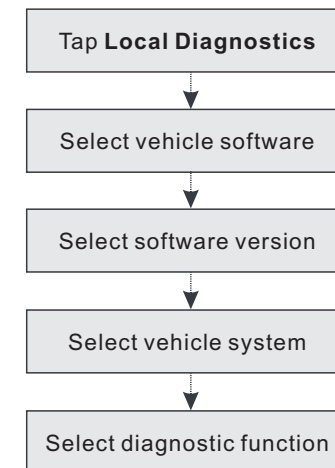 Tap Local Diagnostics
Select vehicle software
Select software version
Select vehicle system
Select diagnostic function